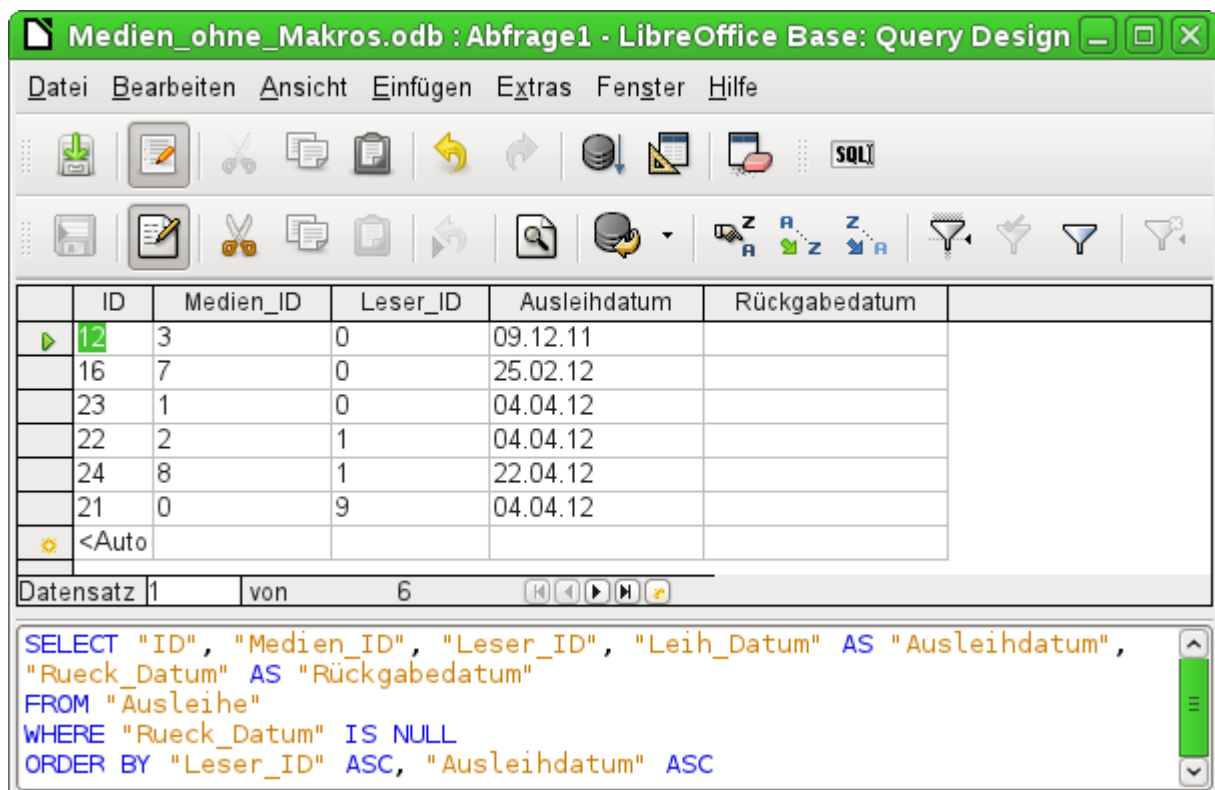 Medien_ohne_Makros.odb : Abfrage1 - LibreOffice Base: Query Design
Datei Bearbeiten Ansicht Einfügen Extras Fenster Hilfe
SQL
Z A A Z Z A
ID Medien_ID Leser_ID Ausleihdatum Rückgabedatum
12 3 0 09.12.11
16 7 0 25.02.12
23 1 0 04.04.12
22 2 1 04.04.12
24 8 1 22.04.12
21 0 9 04.04.12
<Auto
Datensatz 1 von 6
SELECT "ID", "Medien_ID", "Leser_ID", "Leih_Datum" AS "Ausleihdatum",
"Rueck_Datum" AS "Rückgabedatum"
FROM "Ausleihe"
WHERE "Rueck_Datum" IS NULL
ORDER BY "Leser_ID" ASC, "Ausleihdatum" ASC